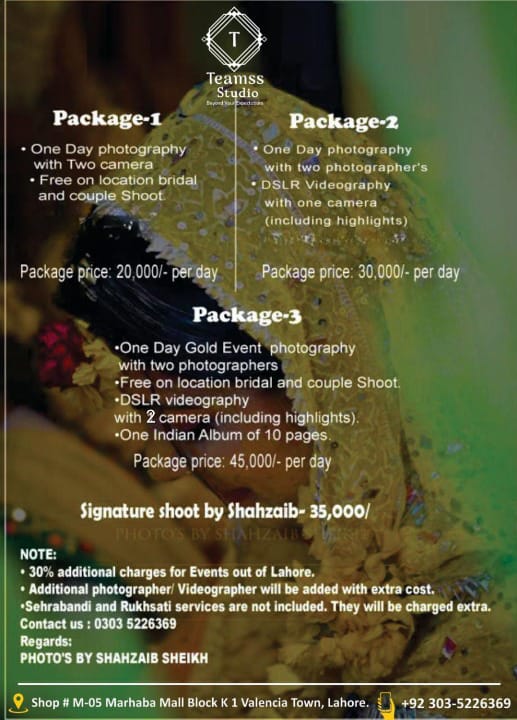 T
Teamss
Studio
Beyond Your Expectations
Package-1
• One Day photography
with Two camera
• Free on location bridal
and couple Shoot.
Package price: 20,000/- per day
Package-2
• One Day photography
with two photographer's
• DSLR Videography
with one camera
(including highlights)
Package price: 30,000/- per day
Package-3
•One Day Gold Event photography
with two photographers
•Free on location bridal and couple Shoot.
•DSLR videography
with 2 camera (including highlights).
•One Indian Album of 10 pages.
Package price: 45,000/- per day
Signature shoot by Shahzaib- 35,000/
PHOTO'S BY SHAHZAIB SHEIKH
NOTE:
• 30% additional charges for Events out of Lahore.
• Additional photographer/ Videographer will be added with extra cost.
•Sehrabandi and Rukhsati services are not included. They will be charged extra.
Contact us : 0303 5226369
Regards:
PHOTO'S BY SHAHZAIB SHEIKH
Shop # M-05 Marhaba Mall Block K 1 Valencia Town, Lahore.
+92 303-5226369